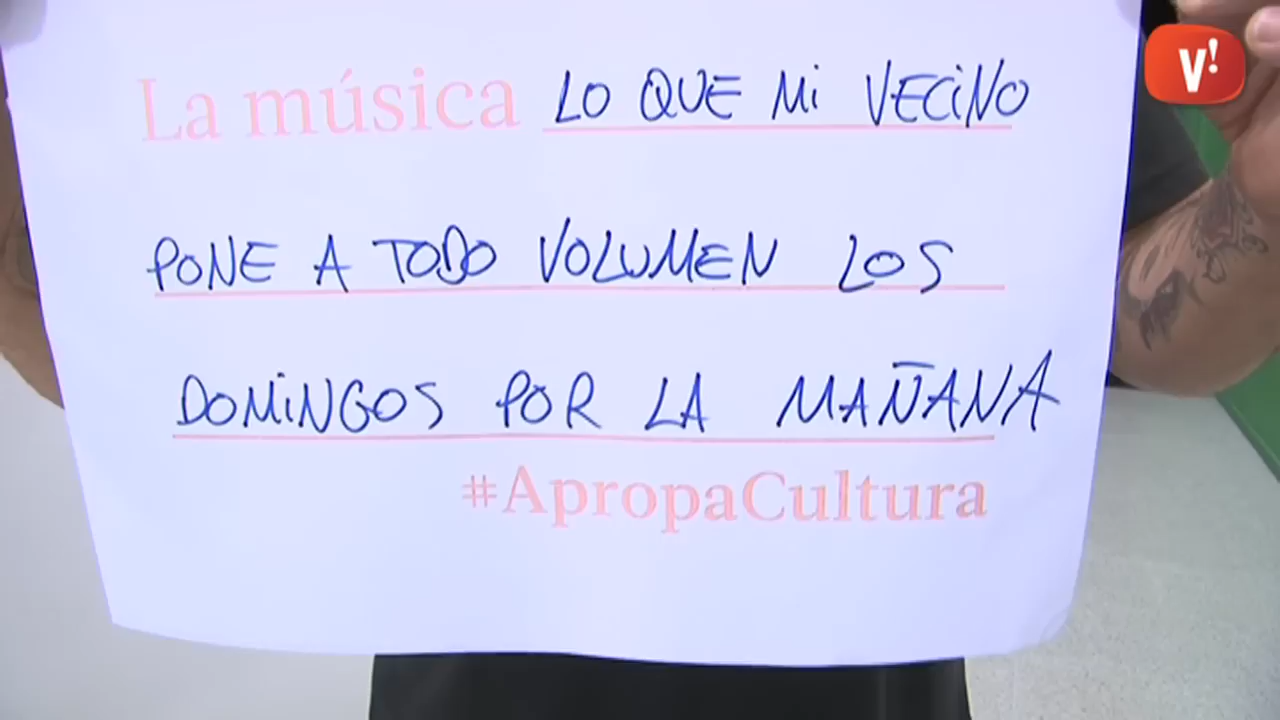 La música LO QUE Mi VECiNO
PONE A TODO VOLUMEN LOS
DOMiNGOS POR LA MAÑANA
#ApropaCultura
V!